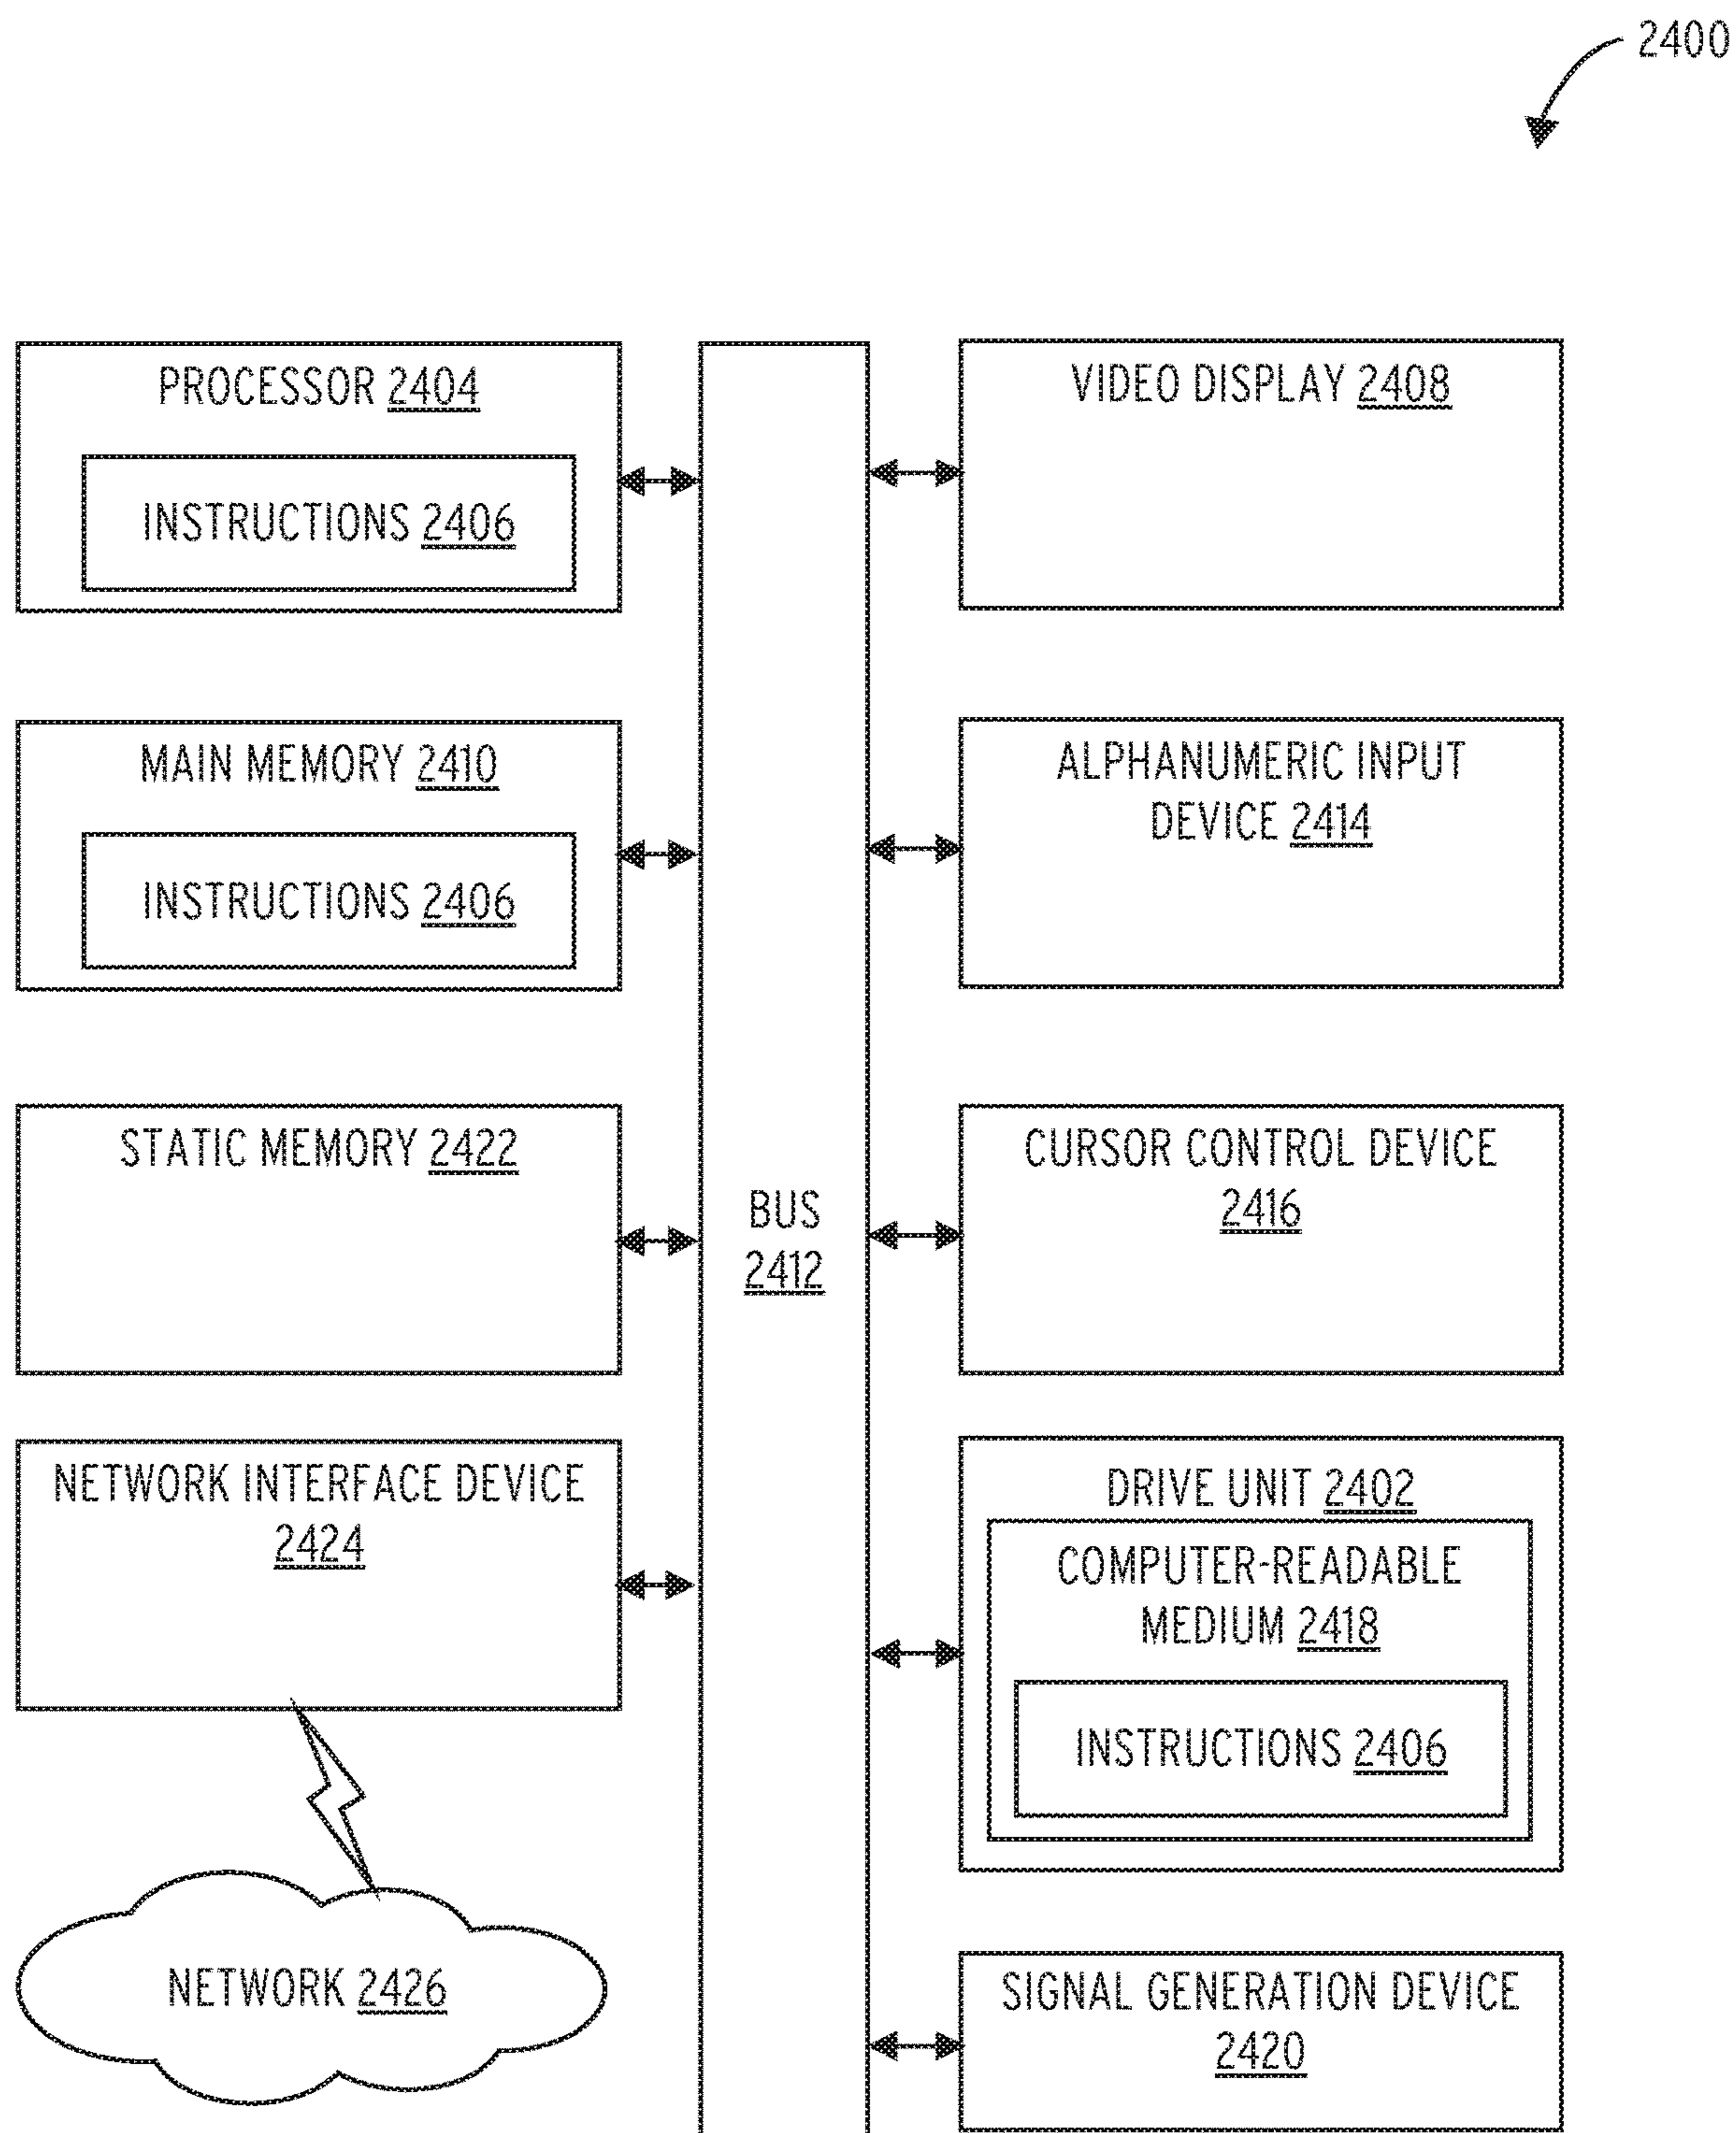 2400
PROCESSOR 2404
INSTRUCTIONS 2406
MAIN MEMORY 2410
INSTRUCTIONS 2406
STATIC MEMORY 2422
NETWORK INTERFACE DEVICE
2424
NETWORK 2426
BUS
2412
VIDEO DISPLAY 2408
ALPHANUMERIC INPUT
DEVICE 2414
CURSOR CONTROL DEVICE
2416
DRIVE UNIT 2402
COMPUTER-READABLE
MEDIUM 2418
INSTRUCTIONS 2406
SIGNAL GENERATION DEVICE
2420